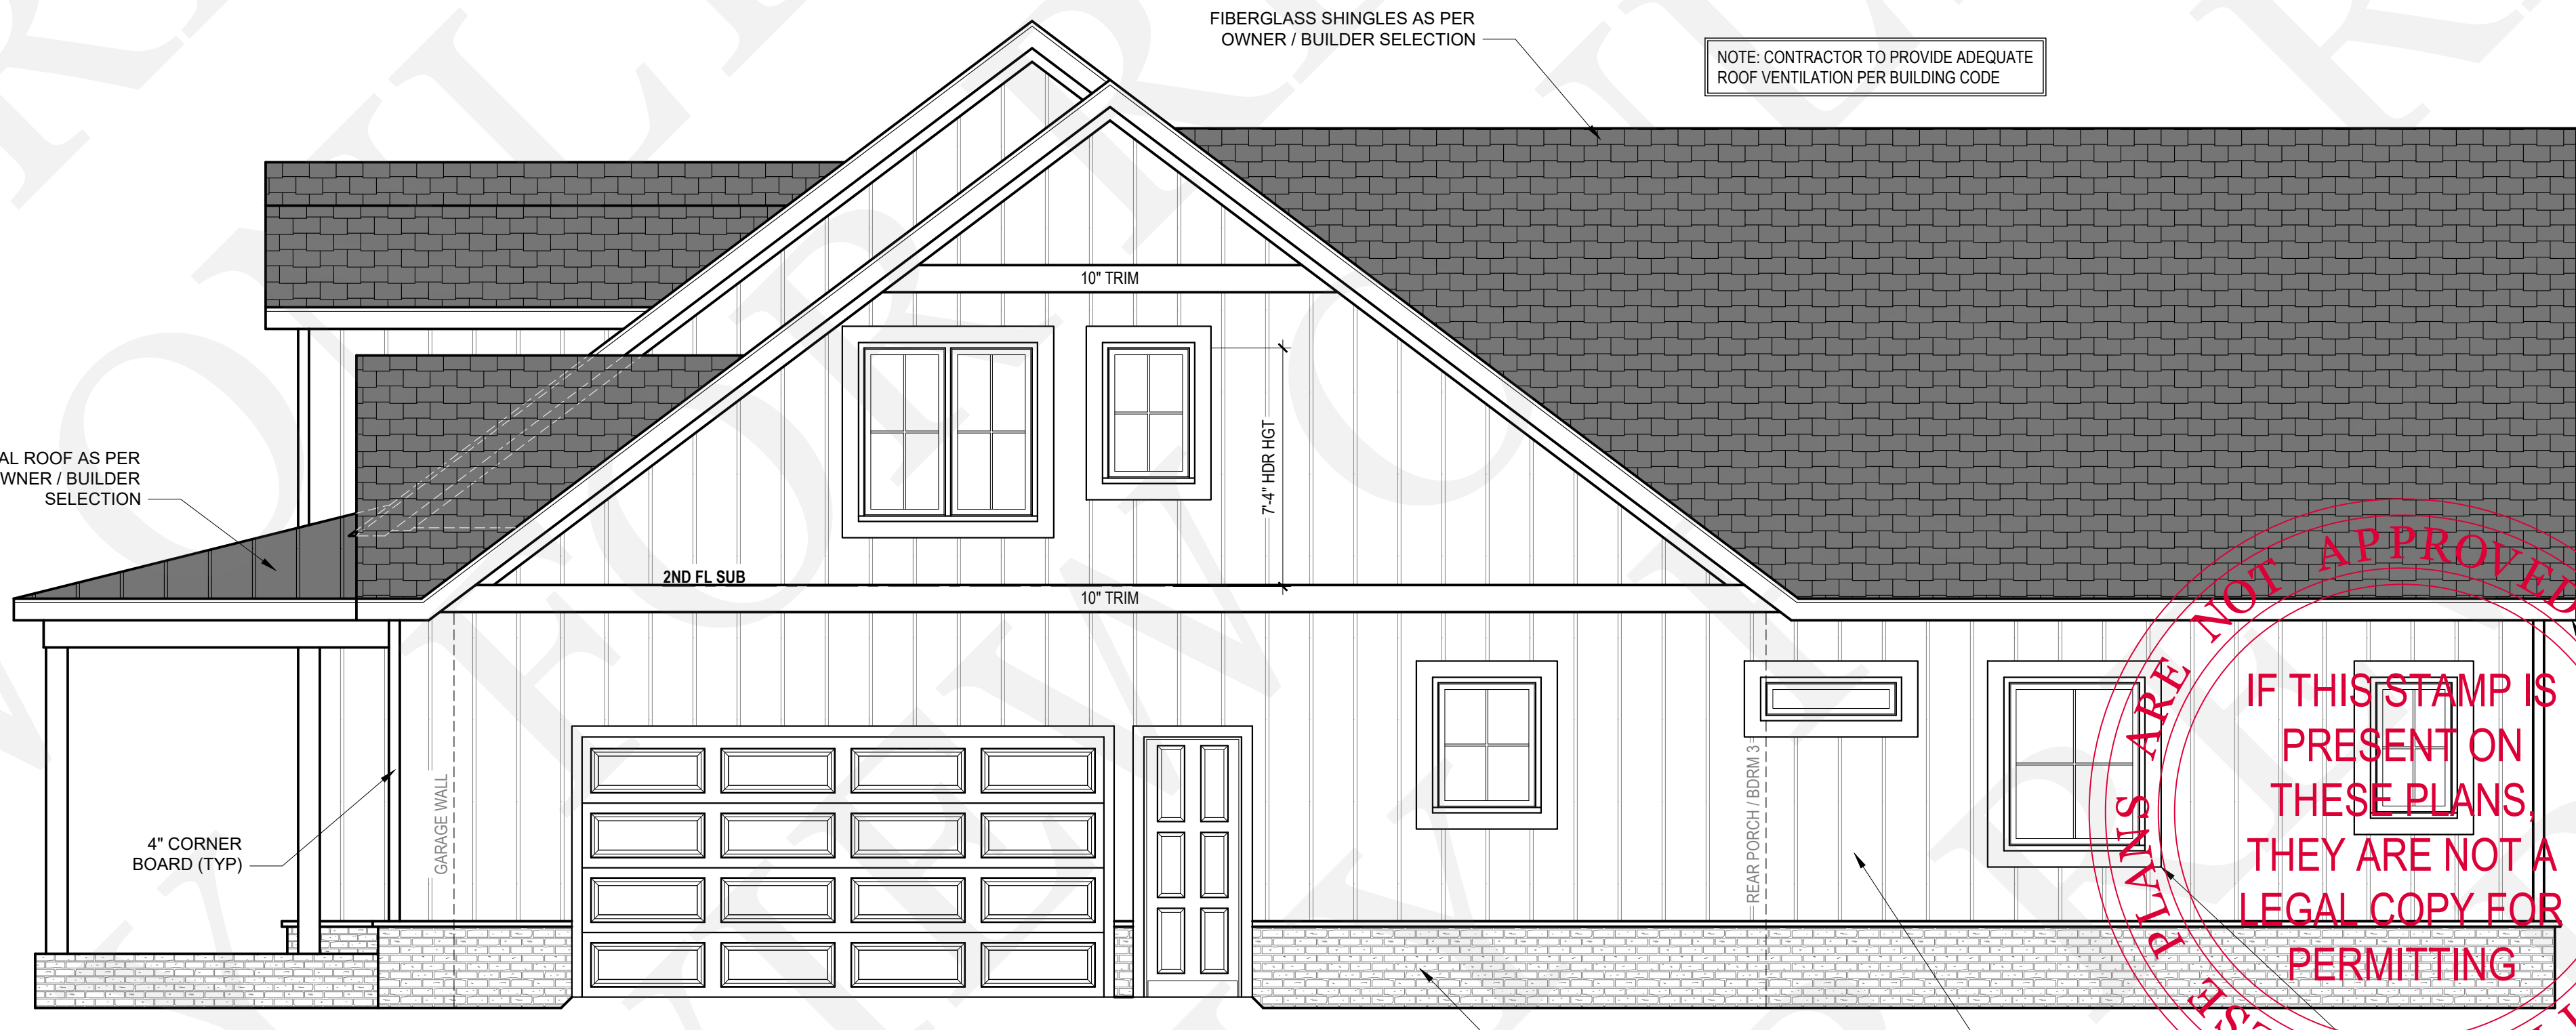 FIBERGLASS SHINGLES AS PER
OWNER / BUILDER SELECTION
NOTE: CONTRACTOR TO PROVIDE ADEQUATE
ROOF VENTILATION PER BUILDING CODE
10" TRIM
7'-4" HDR HGT
AL ROOF AS PER
WNER / BUILDER
SELECTION
2ND FL SUB
10" TRIM
4" CORNER
BOARD (TYP)
GARAGE WALL
REAR PORCH / BDRM 3
PLANS ARE NOT APPROVED
IF THIS STAMP IS
PRESENT ON
THESE PLANS,
THEY ARE NOT A
LEGAL COPY FOR
PERMITTING